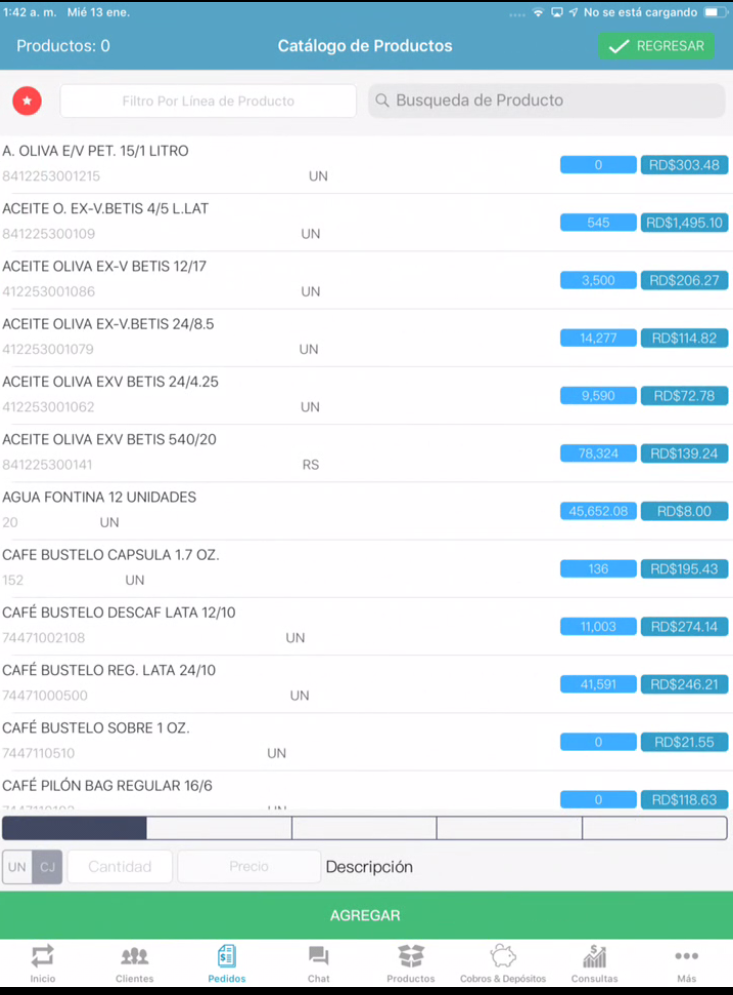 1:42 a. m. Mié 13 ene. No se está cargando
Productos: 0 Catálogo de Productos REGRESAR
Filtro Por Línea de Producto Busqueda de Producto
A. OLIVA E/V PET. 15/1 LITRO
8412253001215 UN 0 RD$303.48
ACEITE O. EX-V.BETIS 4/5 L.LAT
841225300109 UN 545 RD$1,495.10
ACEITE OLIVA EX-V BETIS 12/17
412253001086 UN 3,500 RD$206.27
ACEITE OLIVA EX-V.BETIS 24/8.5
412253001079 UN 14,277 RD$114.82
ACEITE OLIVA EXV BETIS 24/4.25
412253001062 UN 9,590 RD$72.78
ACEITE OLIVA EXV BETIS 540/20
841225300141 RS 78,324 RD$139.24
AGUA FONTINA 12 UNIDADES
20 UN 45,652.08 RD$8.00
CAFE BUSTELO CAPSULA 1.7 OZ.
152 UN 136 RD$195.43
CAFÉ BUSTELO DESCAF LATA 12/10
74471002108 UN 11,003 RD$274.14
CAFÉ BUSTELO REG. LATA 24/10
74471000500 UN 41,591 RD$246.21
CAFÉ BUSTELO SOBRE 1 OZ.
7447110510 UN 0 RD$21.55
CAFÉ PILÓN BAG REGULAR 16/6
0 RD$118.63
UN CJ Cantidad Precio Descripción
AGREGAR
Inicio Clientes Pedidos Chat Productos Cobros & Depósitos Consultas Más